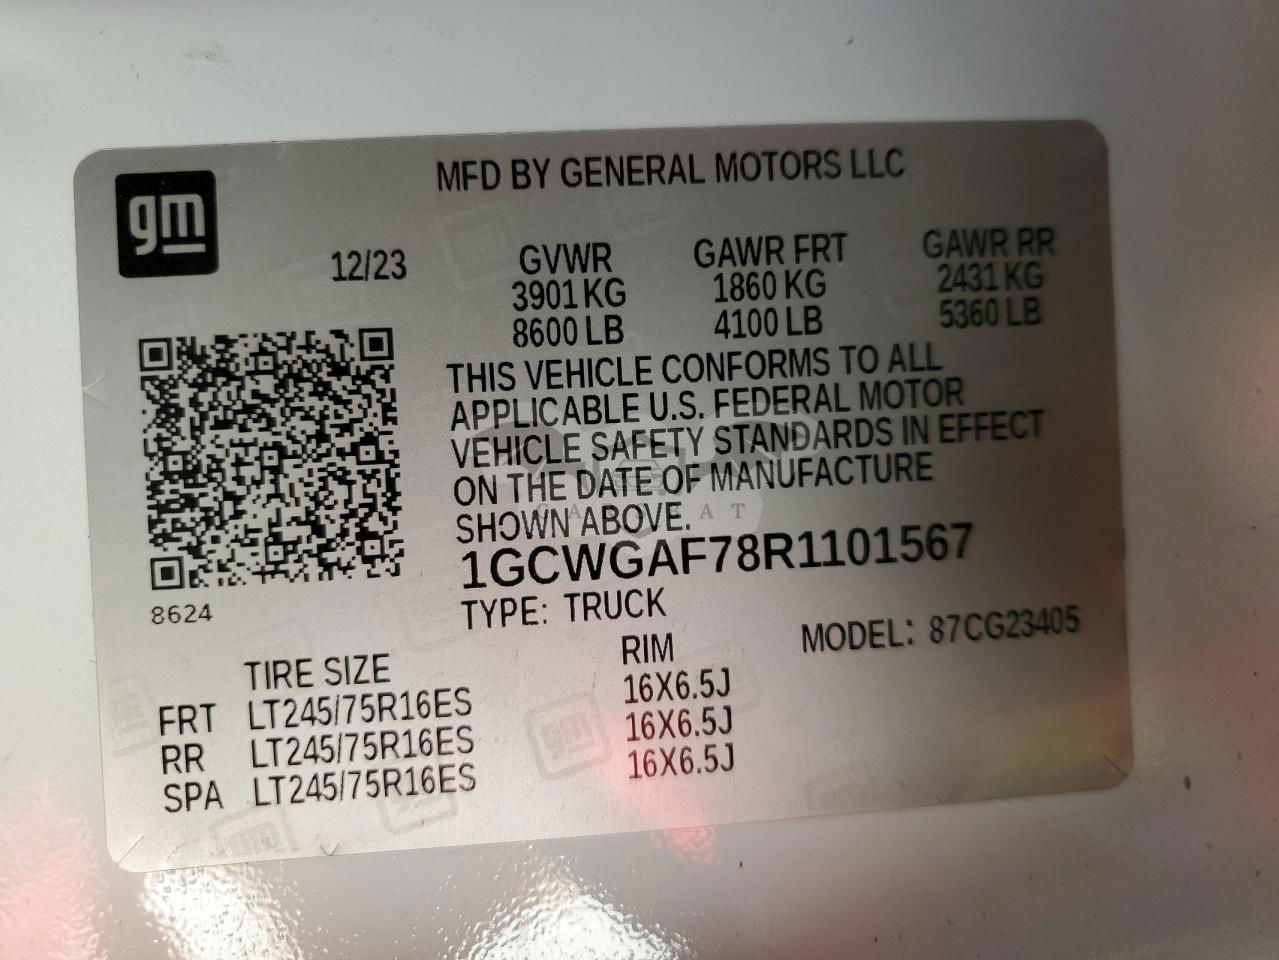 gm
MFD BY GENERAL MOTORS LLC
12/23
GVWR GAWR FRT GAWR RR
3901 KG 1860 KG 2431 KG
8600 LB 4100 LB 5360 LB
THIS VEHICLE CONFORMS TO ALL
APPLICABLE U.S. FEDERAL MOTOR
VEHICLE SAFETY STANDARDS IN EFFECT
ON THE DATE OF MANUFACTURE
SHOWN ABOVE.
1GCWGAF78R1101567
TYPE: TRUCK
MODEL: 87CG23405
8624
TIRE SIZE RIM
FRT LT245/75R16ES 16X6.5J
RR LT245/75R16ES 16X6.5J
SPA LT245/75R16ES 16X6.5J
gm